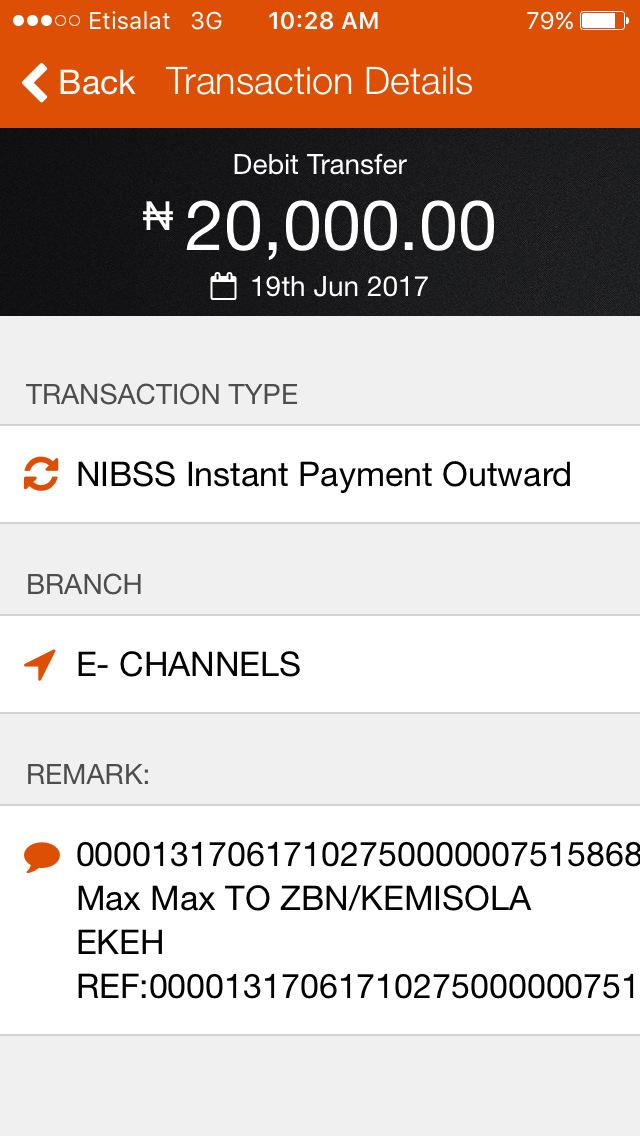 Etisalat 3G 10:28 AM 79%
Back Transaction Details
Debit Transfer
₦20,000.00
19th Jun 2017
TRANSACTION TYPE
NIBSS Instant Payment Outward
BRANCH
E- CHANNELS
REMARK:
000013170617102750000007515868
Max Max TO ZBN/KEMISOLA
EKEH
REF:00001317061710275000000751